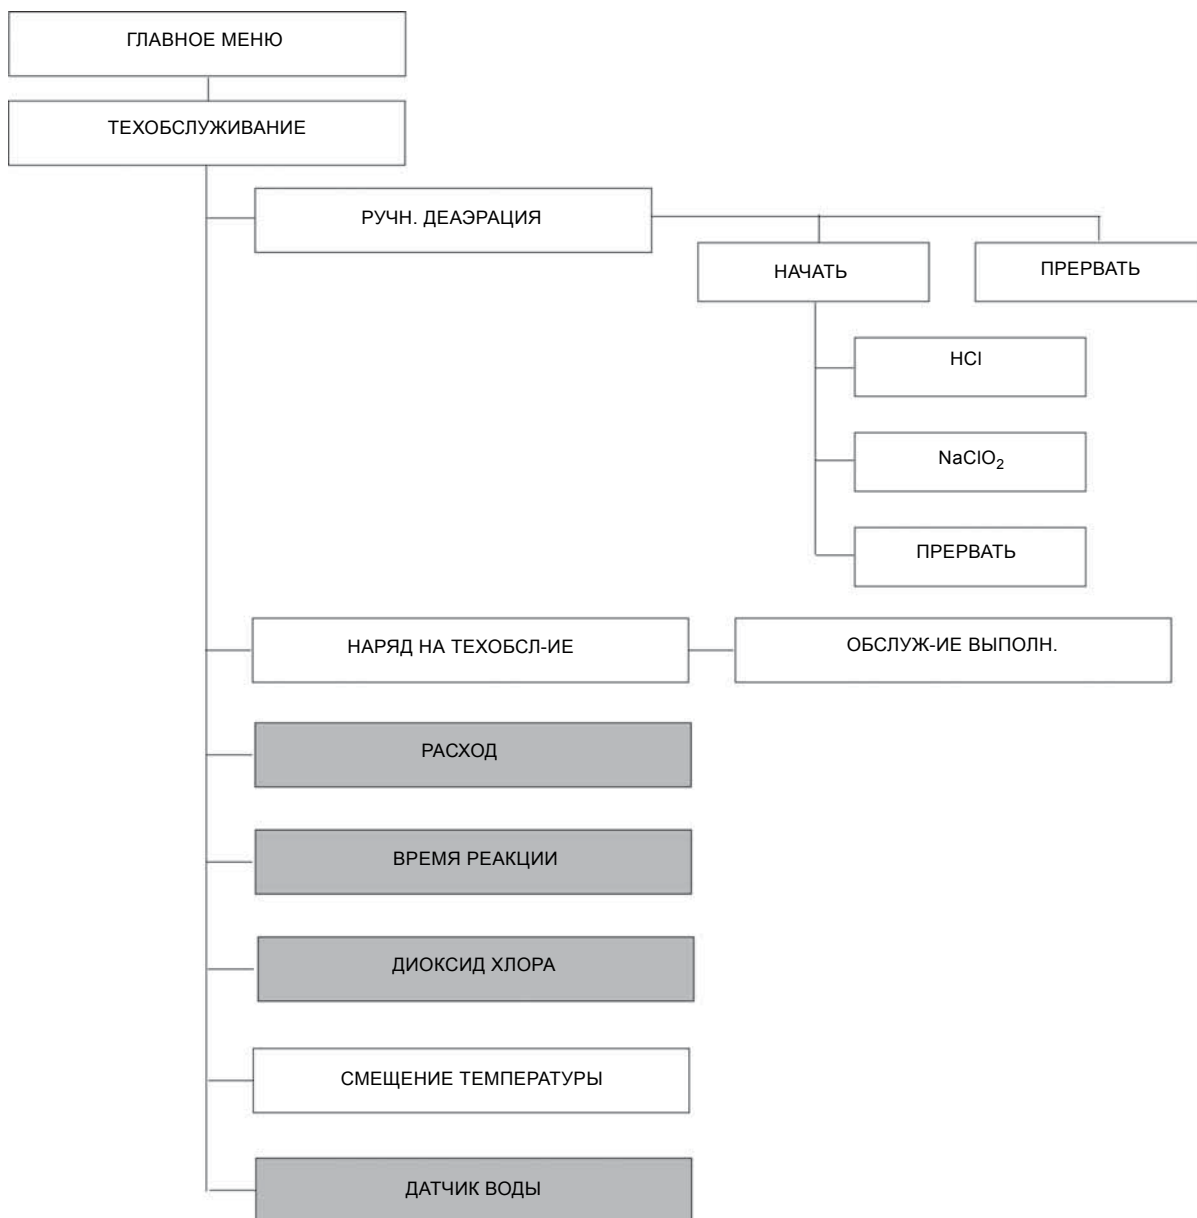 ГЛАВНОЕ МЕНЮ
ТЕХОБСЛУЖИВАНИЕ
РУЧН. ДЕАЭРАЦИЯ
НАЧАТЬ
ПРЕРВАТЬ
HCl
NaClO₂
ПРЕРВАТЬ
НАРЯД НА ТЕХОБСЛ-ИЕ
ОБСЛУЖ-ИЕ ВЫПОЛН.
РАСХОД
ВРЕМЯ РЕАКЦИИ
ДИОКСИД ХЛОРА
СМЕЩЕНИЕ ТЕМПЕРАТУРЫ
ДАТЧИК ВОДЫ